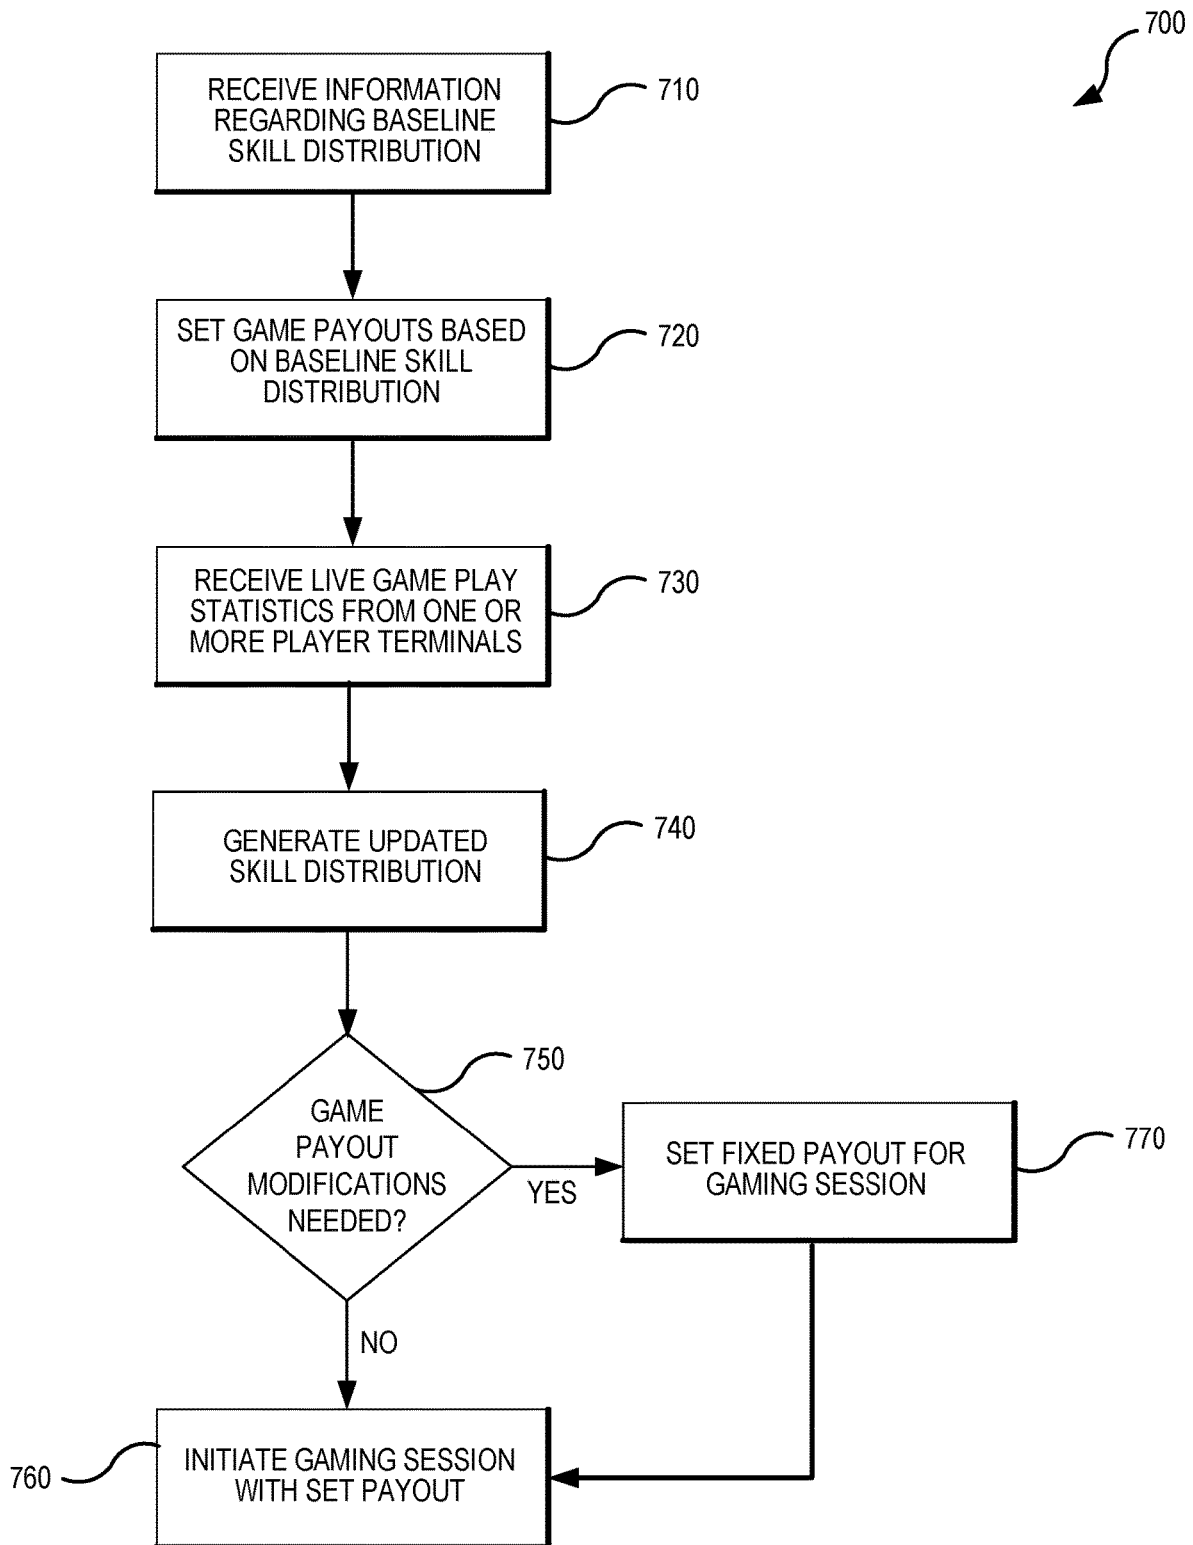 700
RECEIVE INFORMATION
REGARDING BASELINE
SKILL DISTRIBUTION
710
SET GAME PAYOUTS BASED
ON BASELINE SKILL
DISTRIBUTION
720
RECEIVE LIVE GAME PLAY
STATISTICS FROM ONE OR
MORE PLAYER TERMINALS
730
GENERATE UPDATED
SKILL DISTRIBUTION
740
GAME
PAYOUT
MODIFICATIONS
NEEDED?
750
YES
SET FIXED PAYOUT FOR
GAMING SESSION
770
NO
INITIATE GAMING SESSION
WITH SET PAYOUT
760